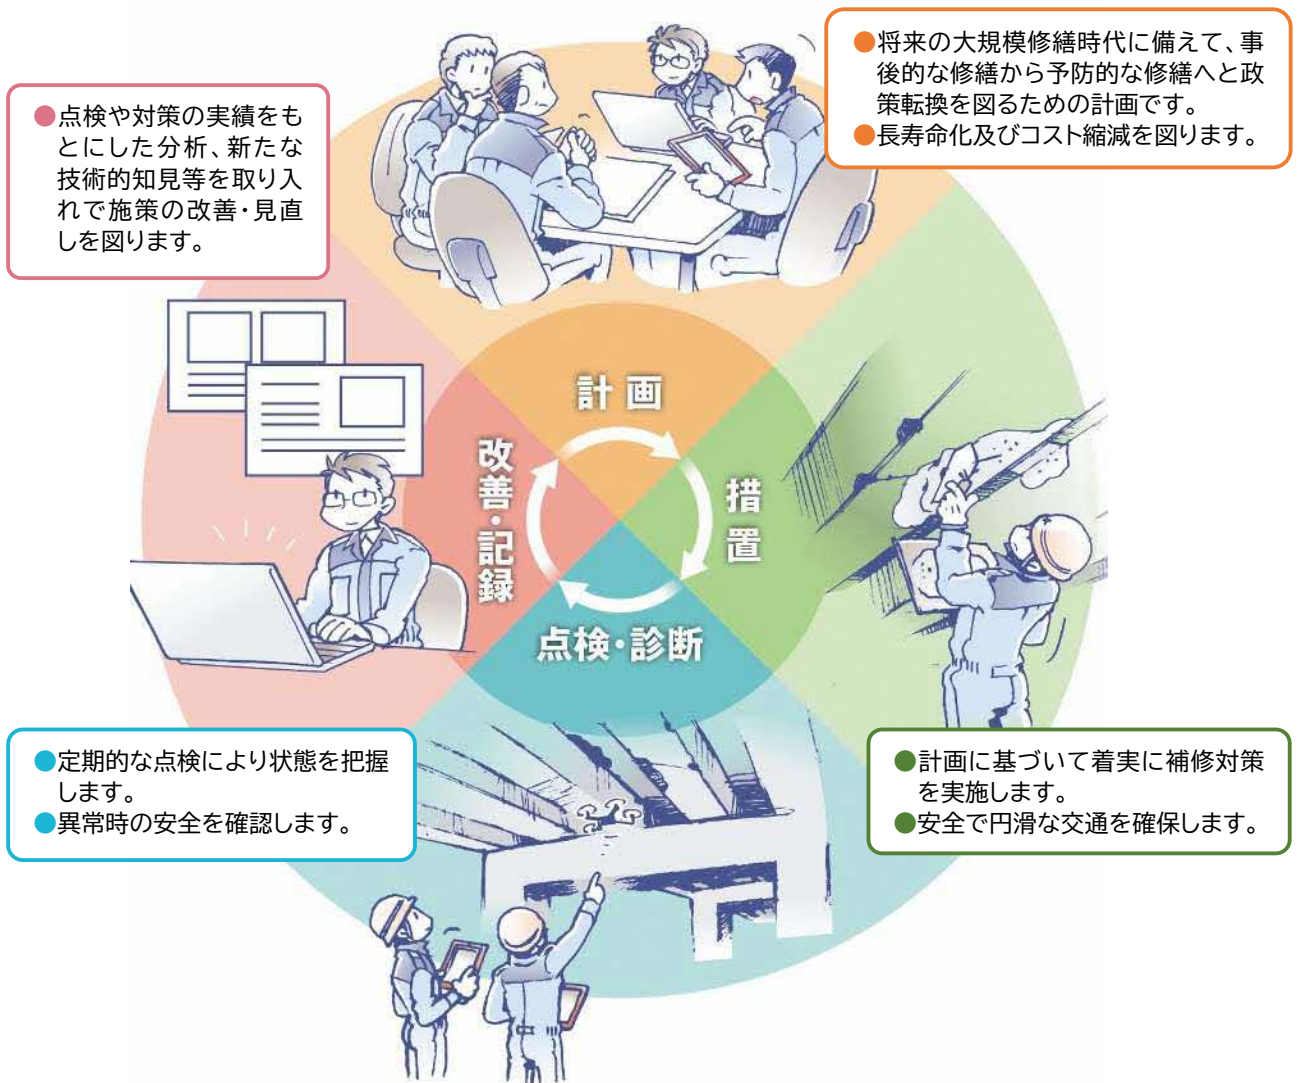 ●将来の大規模修繕時代に備えて、事
後的な修繕から予防的な修繕へと政
策転換を図るための計画です。
●長寿命化及びコスト縮減を図ります。
●点検や対策の実績をも
とにした分析、新たな
技術的知見等を取り入
れで施策の改善・見直
しを図ります。
計画
措置
点検・診断
改善・記録
●定期的な点検により状態を把握
します。
●異常時の安全を確認します。
●計画に基づいて着実に補修対策
を実施します。
●安全で円滑な交通を確保します。